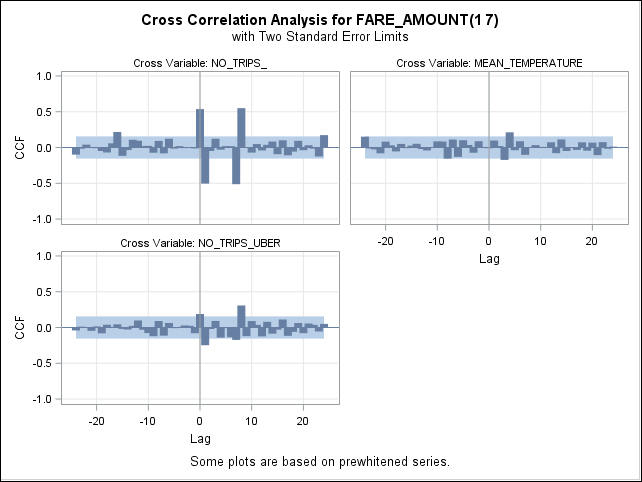 Cross Correlation Analysis for FARE_AMOUNT(1 7)
with Two Standard Error Limits
Cross Variable: NO_TRIPS_
Cross Variable: MEAN_TEMPERATURE
1.0
0.5
0.0
-0.5
-1.0
CCF
-20 -10 0 10 20
Lag
Cross Variable: NO_TRIPS_UBER
1.0
0.5
0.0
-0.5
-1.0
CCF
-20 -10 0 10 20
Lag
Some plots are based on prewhitened series.